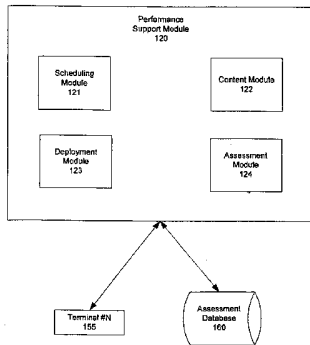 Performance
Support Module
120
Scheduling
Module
121
Content Module
122
Deployment
Module
123
Assessment
Module
124
Terminal #N
155
Assessment
Database
160